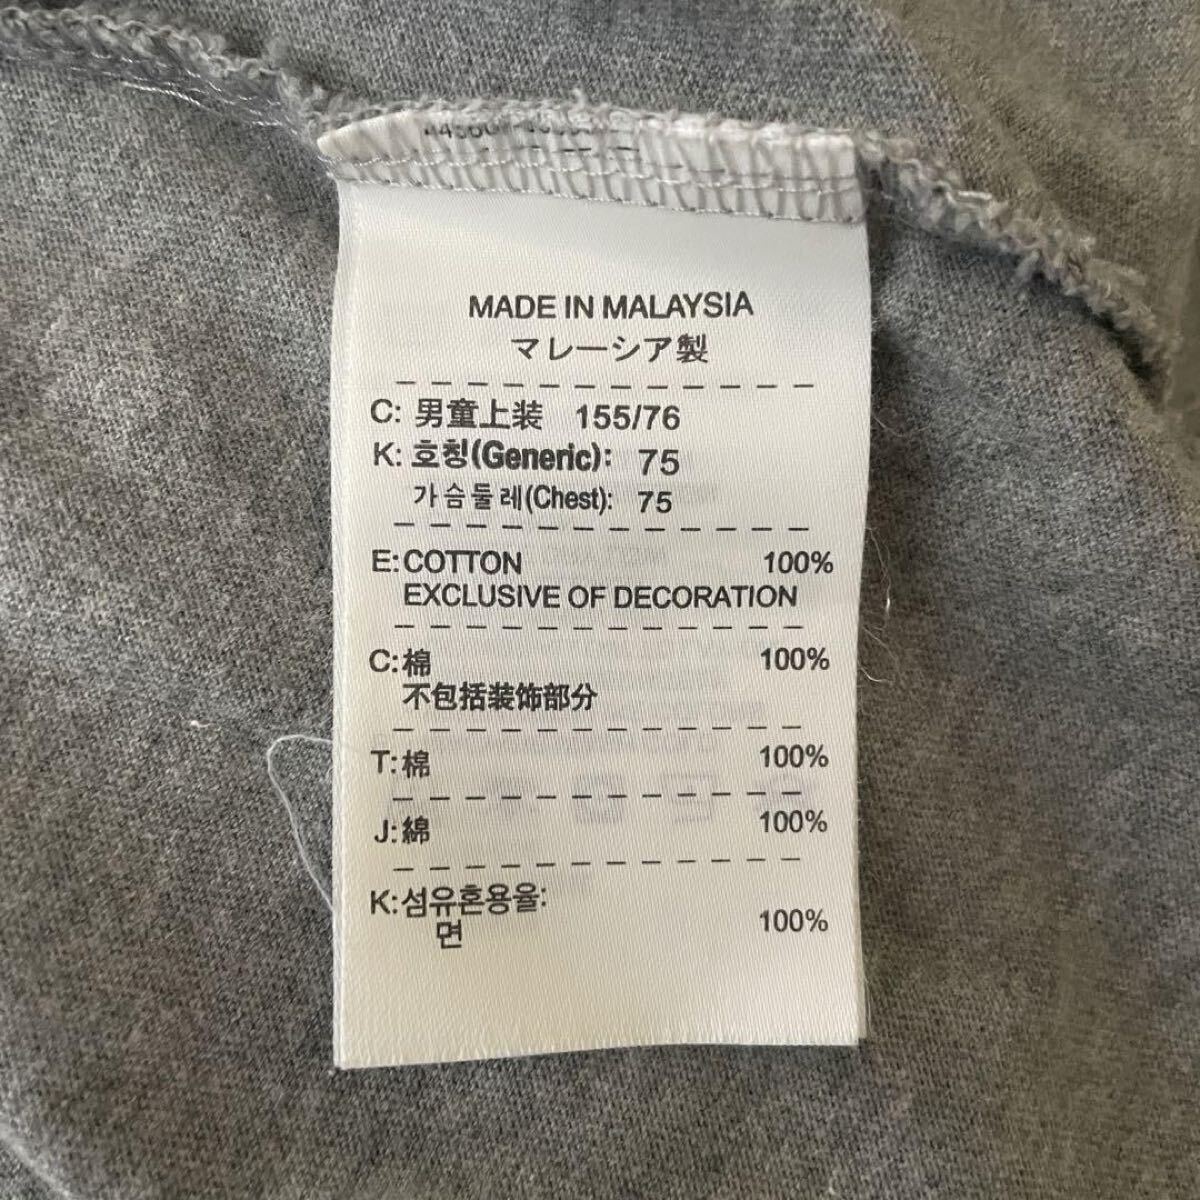 MADE IN MALAYSIA
マレーシア製
C: 男童上装 155/76
K: 호칭(Generic): 75
가슴둘레(Chest): 75
E:COTTON 100%
EXCLUSIVE OF DECORATION
C:棉 100%
不包括装饰部分
T:棉 100%
J:綿 100%
K:섬유혼용율:
면 100%